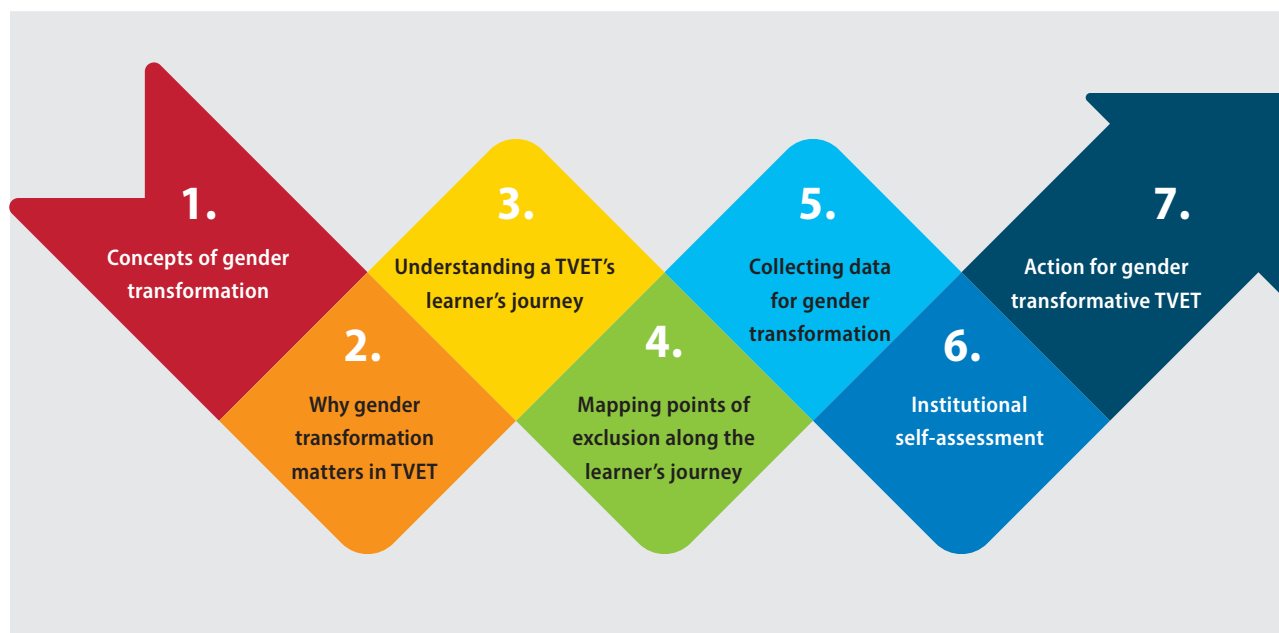 1.
Concepts of gender
transformation
2.
Why gender
transformation
matters in TVET
3.
Understanding a TVET's
learner's journey
4.
Mapping points of
exclusion along the
learner's journey
5.
Collecting data
for gender
transformation
6.
Institutional
self-assessment
7.
Action for gender
transformative TVET